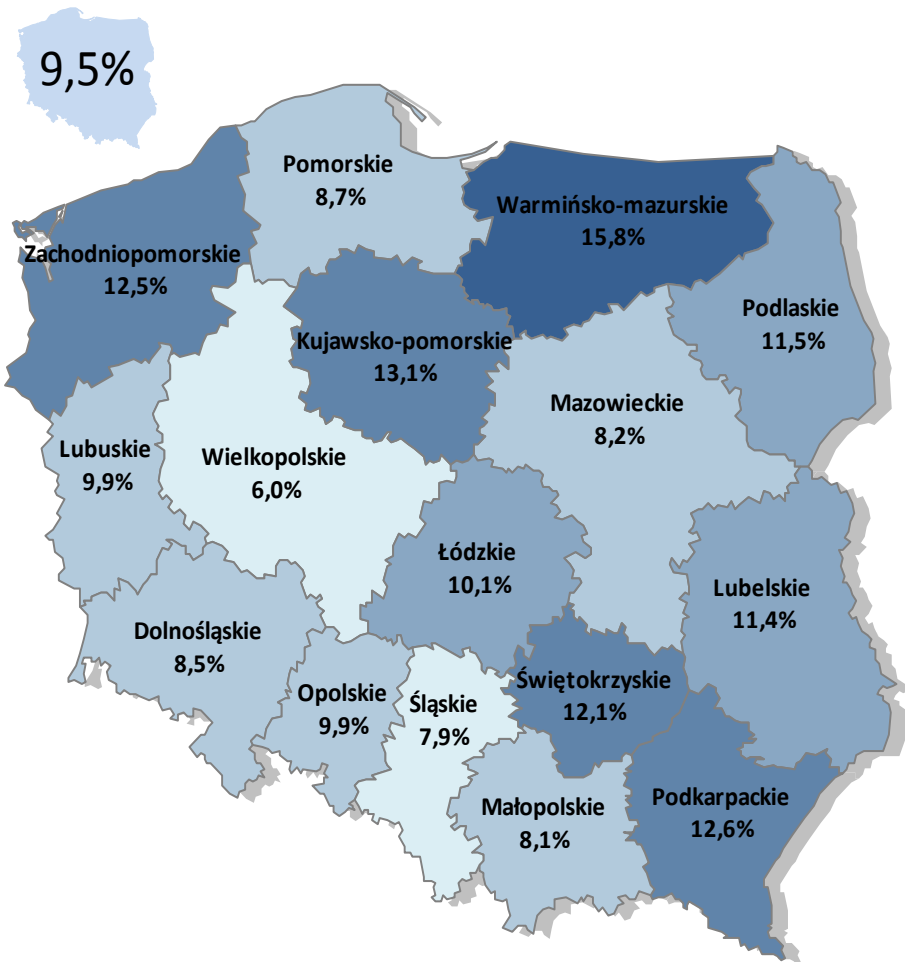 9,5%
Pomorskie
8,7%
Warmińsko-mazurskie
15,8%
Zachodniopomorskie
12,5%
Podlaskie
11,5%
Kujawsko-pomorskie
13,1%
Mazowieckie
8,2%
Lubuskie
9,9%
Wielkopolskie
6,0%
Łódzkie
10,1%
Lubelskie
11,4%
Dolnośląskie
8,5%
Opolskie
9,9%
Śląskie
7,9%
Świętokrzyskie
12,1%
Małopolskie
8,1%
Podkarpackie
12,6%